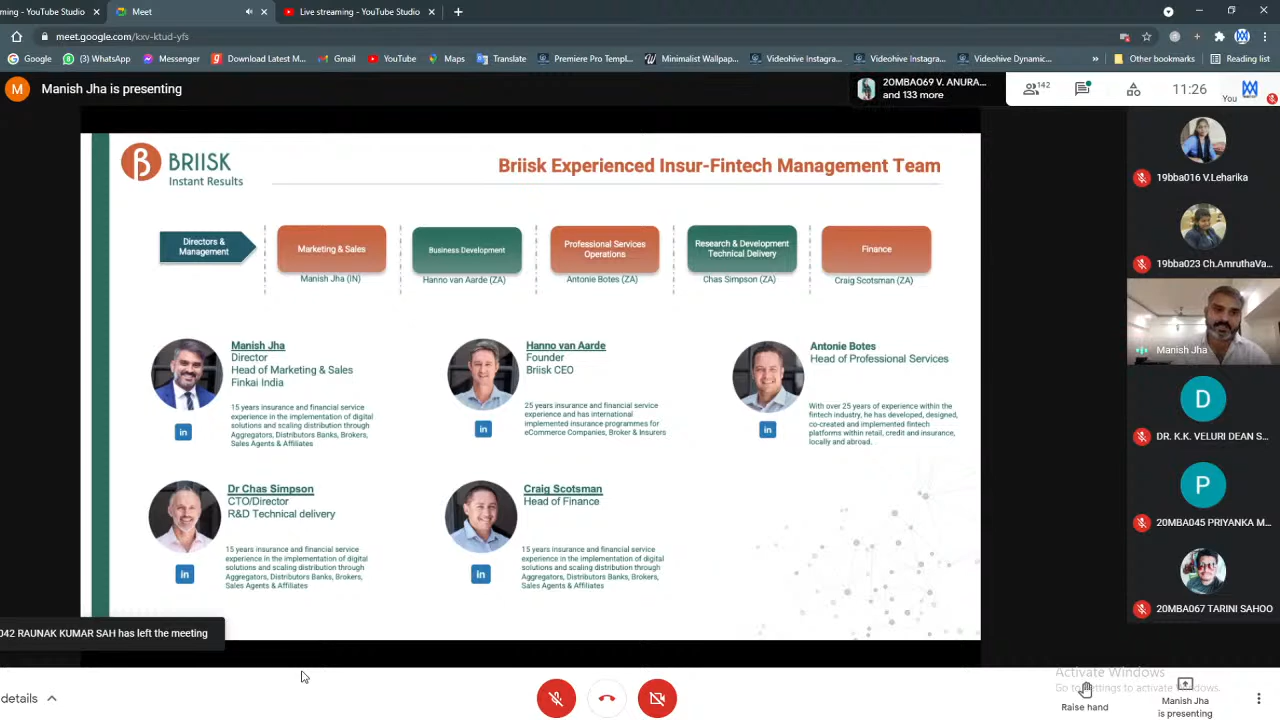 ming - YouTube Studio
Meet
Live streaming - YouTube Studio
meet.google.com/kxv-ktud-yfs
Google
(3) WhatsApp
Messenger
Download Latest M...
Gmail
YouTube
Maps
Translate
Premiere Pro Templ...
Minimalist Wallpap...
Videohive Instagra...
Videohive Instagra...
Videohive Dynamic...
»
Other bookmarks
Reading list
M
Manish Jha is presenting
20MBA069 V. ANURA...
and 133 more
142
11:26
You
BRIISK
Instant Results
Briisk Experienced Insur-Fintech Management Team
Directors &
Management
Marketing & Sales
Manish Jha (IN)
Business Development
Hanno van Aarde (ZA)
Professional Services
Operations
Antonie Botes (ZA)
Research & Development
Technical Delivery
Chas Simpson (ZA)
Finance
Craig Scotsman (ZA)
Manish Jha
Director
Head of Marketing & Sales
Finkai India
15 years insurance and financial service
experience in the implementation of digital
solutions and scaling distribution through
Aggregators, Distributors Banks, Brokers,
Sales Agents & Affiliates
in
Hanno van Aarde
Founder
Briisk CEO
25 years insurance and financial service
experience and has international
implemented insurance programmes for
eCommerce Companies, Broker & Insurers
in
Antonie Botes
Head of Professional Services
With over 25 years of experience within the
fintech industry, he has developed, designed,
co-created and implemented fintech
platforms within retail, credit and insurance,
locally and abroad.
in
Dr Chas Simpson
CTO/Director
R&D Technical delivery
15 years insurance and financial service
experience in the implementation of digital
solutions and scaling distribution through
Aggregators, Distributors Banks, Brokers,
Sales Agents & Affiliates
in
Craig Scotsman
Head of Finance
15 years insurance and financial service
experience in the implementation of digital
solutions and scaling distribution through
Aggregators, Distributors Banks, Brokers,
Sales Agents & Affiliates
in
19bba016 V.Leharika
19bba023 Ch.AmruthaVa...
Manish Jha
D
DR. K.K. VELURI DEAN S...
P
20MBA045 PRIYANKA M...
20MBA067 TARINI SAHOO
042 RAUNAK KUMAR SAH has left the meeting
details
Activate Windows
Go to Settings to activate Windows.
Raise hand
Manish Jha
is presenting